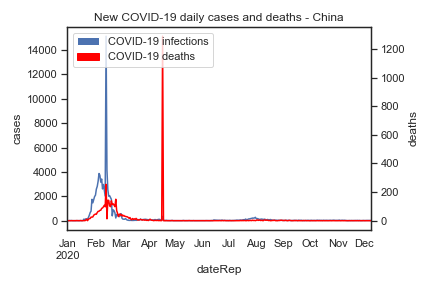 New COVID-19 daily cases and deaths - China
COVID-19 infections
COVID-19 deaths
14000
12000
10000
8000
6000
4000
2000
0
cases
1200
1000
800
600
400
200
0
deaths
Jan Feb Mar Apr May Jun Jul Aug Sep Oct Nov Dec
2020
dateRep